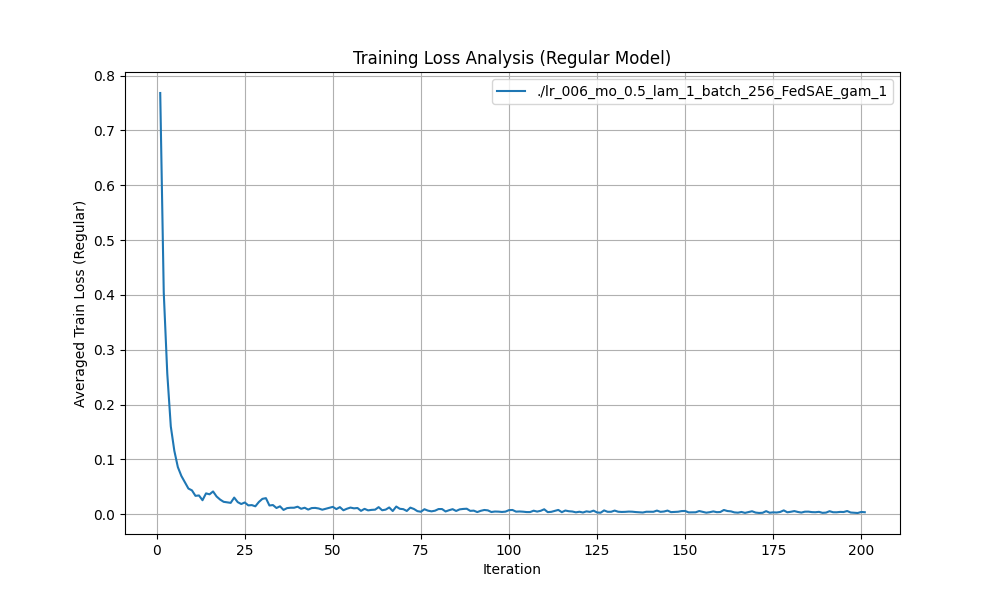 Training Loss Analysis (Regular Model)
./lr_006_mo_0.5_lam_1_batch_256_FedSAE_gam_1
Averaged Train Loss (Regular)
0.8
0.7
0.6
0.5
0.4
0.3
0.2
0.1
0.0
0 25 50 75 100 125 150 175 200
Iteration